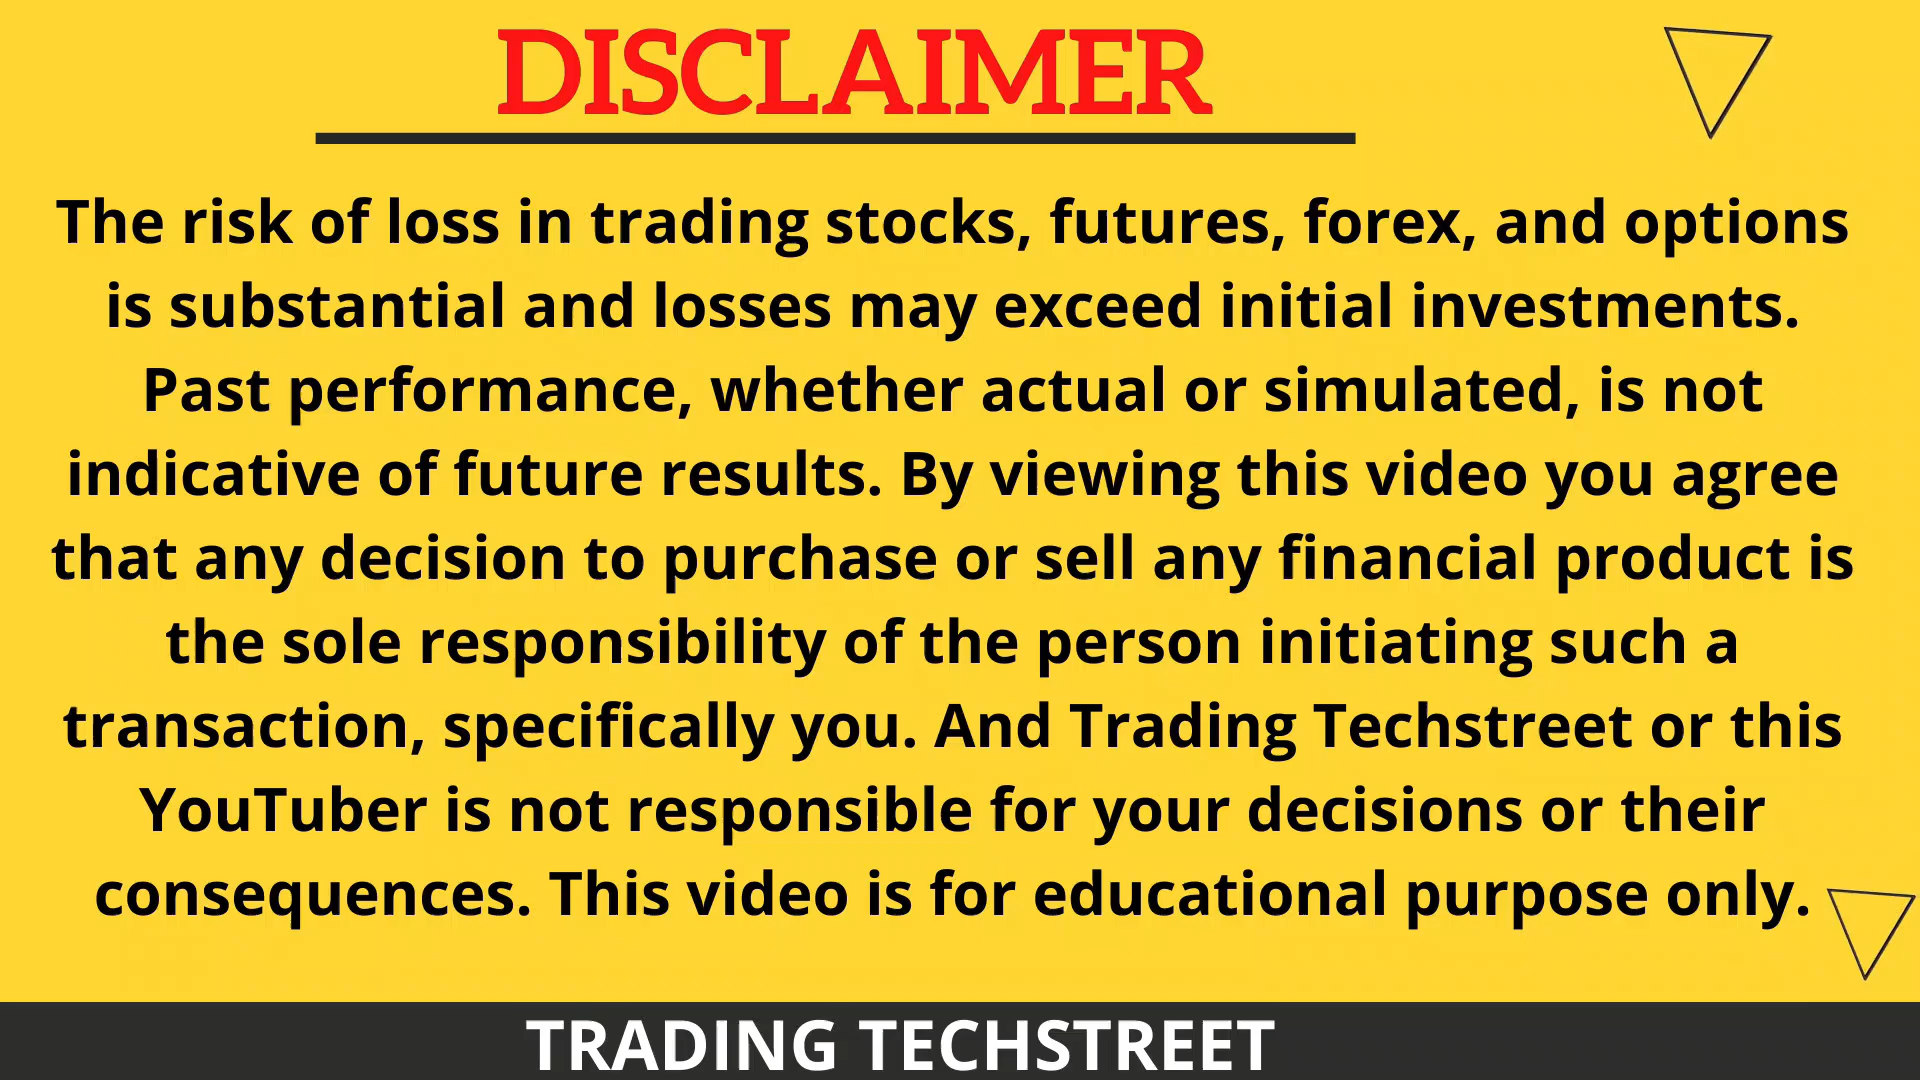 DISCLAIMER
The risk of loss in trading stocks, futures, forex, and options
is substantial and losses may exceed initial investments.
Past performance, whether actual or simulated, is not
indicative of future results. By viewing this video you agree
that any decision to purchase or sell any financial product is
the sole responsibility of the person initiating such a
transaction, specifically you. And Trading Techstreet or this
YouTuber is not responsible for your decisions or their
consequences. This video is for educational purpose only.
TRADING TECHSTREET